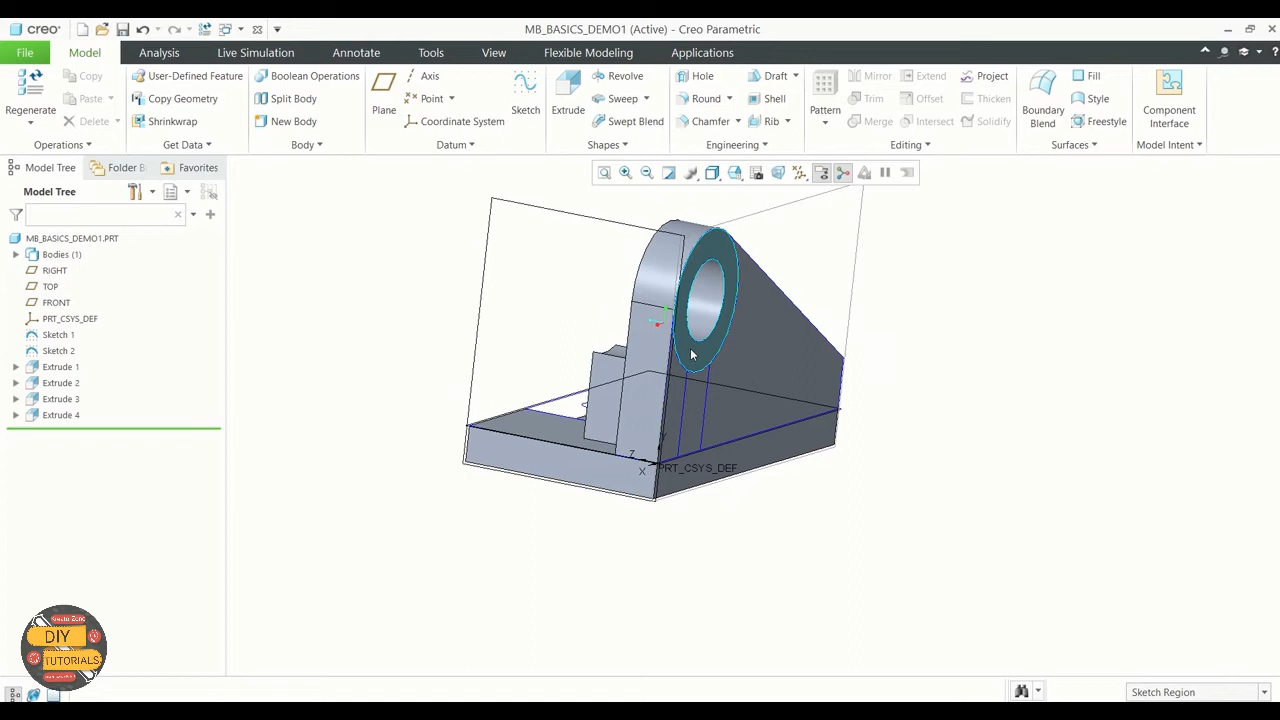 creo
MB_BASICS_DEMO1 (Active) - Creo Parametric
File Model Analysis Live Simulation Annotate Tools View Flexible Modeling Applications
Regenerate
Copy
Paste
Delete
Operations
User-Defined Feature
Copy Geometry
Shrinkwrap
Get Data
Boolean Operations
Split Body
New Body
Body
Plane
Axis
Point
Coordinate System
Sketch
Datum
Extrude
Revolve
Sweep
Swept Blend
Shapes
Hole
Round
Chamfer
Draft
Shell
Rib
Engineering
Pattern
Mirror
Trim
Merge
Extend
Offset
Intersect
Project
Thicken
Solidify
Editing
Boundary
Blend
Fill
Style
Freestyle
Surfaces
Component
Interface
Model Intent
Model Tree Folder B Favorites
Model Tree
MB_BASICS_DEMO1.PRT
Bodies (1)
RIGHT
TOP
FRONT
PRT_CSYS_DEF
Sketch 1
Sketch 2
Extrude 1
Extrude 2
Extrude 3
Extrude 4
Y
Z
X
PRT_CSYS_DEF
DIY
TUTORIALS
Sketch Region